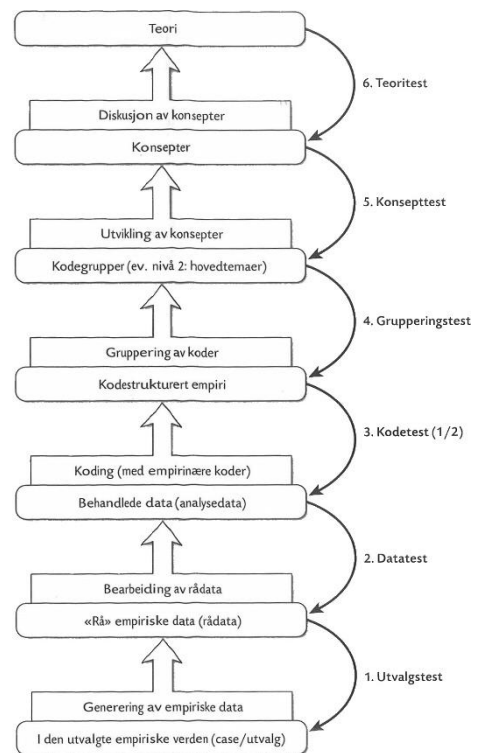 Teori
6. Teoritest
Diskusjon av konsepter
Konsepter
5. Konsepttest
Utvikling av konsepter
Kodegrupper (ev. nivå 2: hovedtemaer)
4. Grupperingstest
Gruppering av koder
Kodestrukturert empiri
3. Kodetest (1/2)
Koding (med empirinære koder)
Behandlede data (analysedata)
2. Datatest
Bearbeiding av rådata
«Rå» empiriske data (rådata)
1. Utvalgstest
Generering av empiriske data
I den utvalgte empiriske verden (case/utvalg)